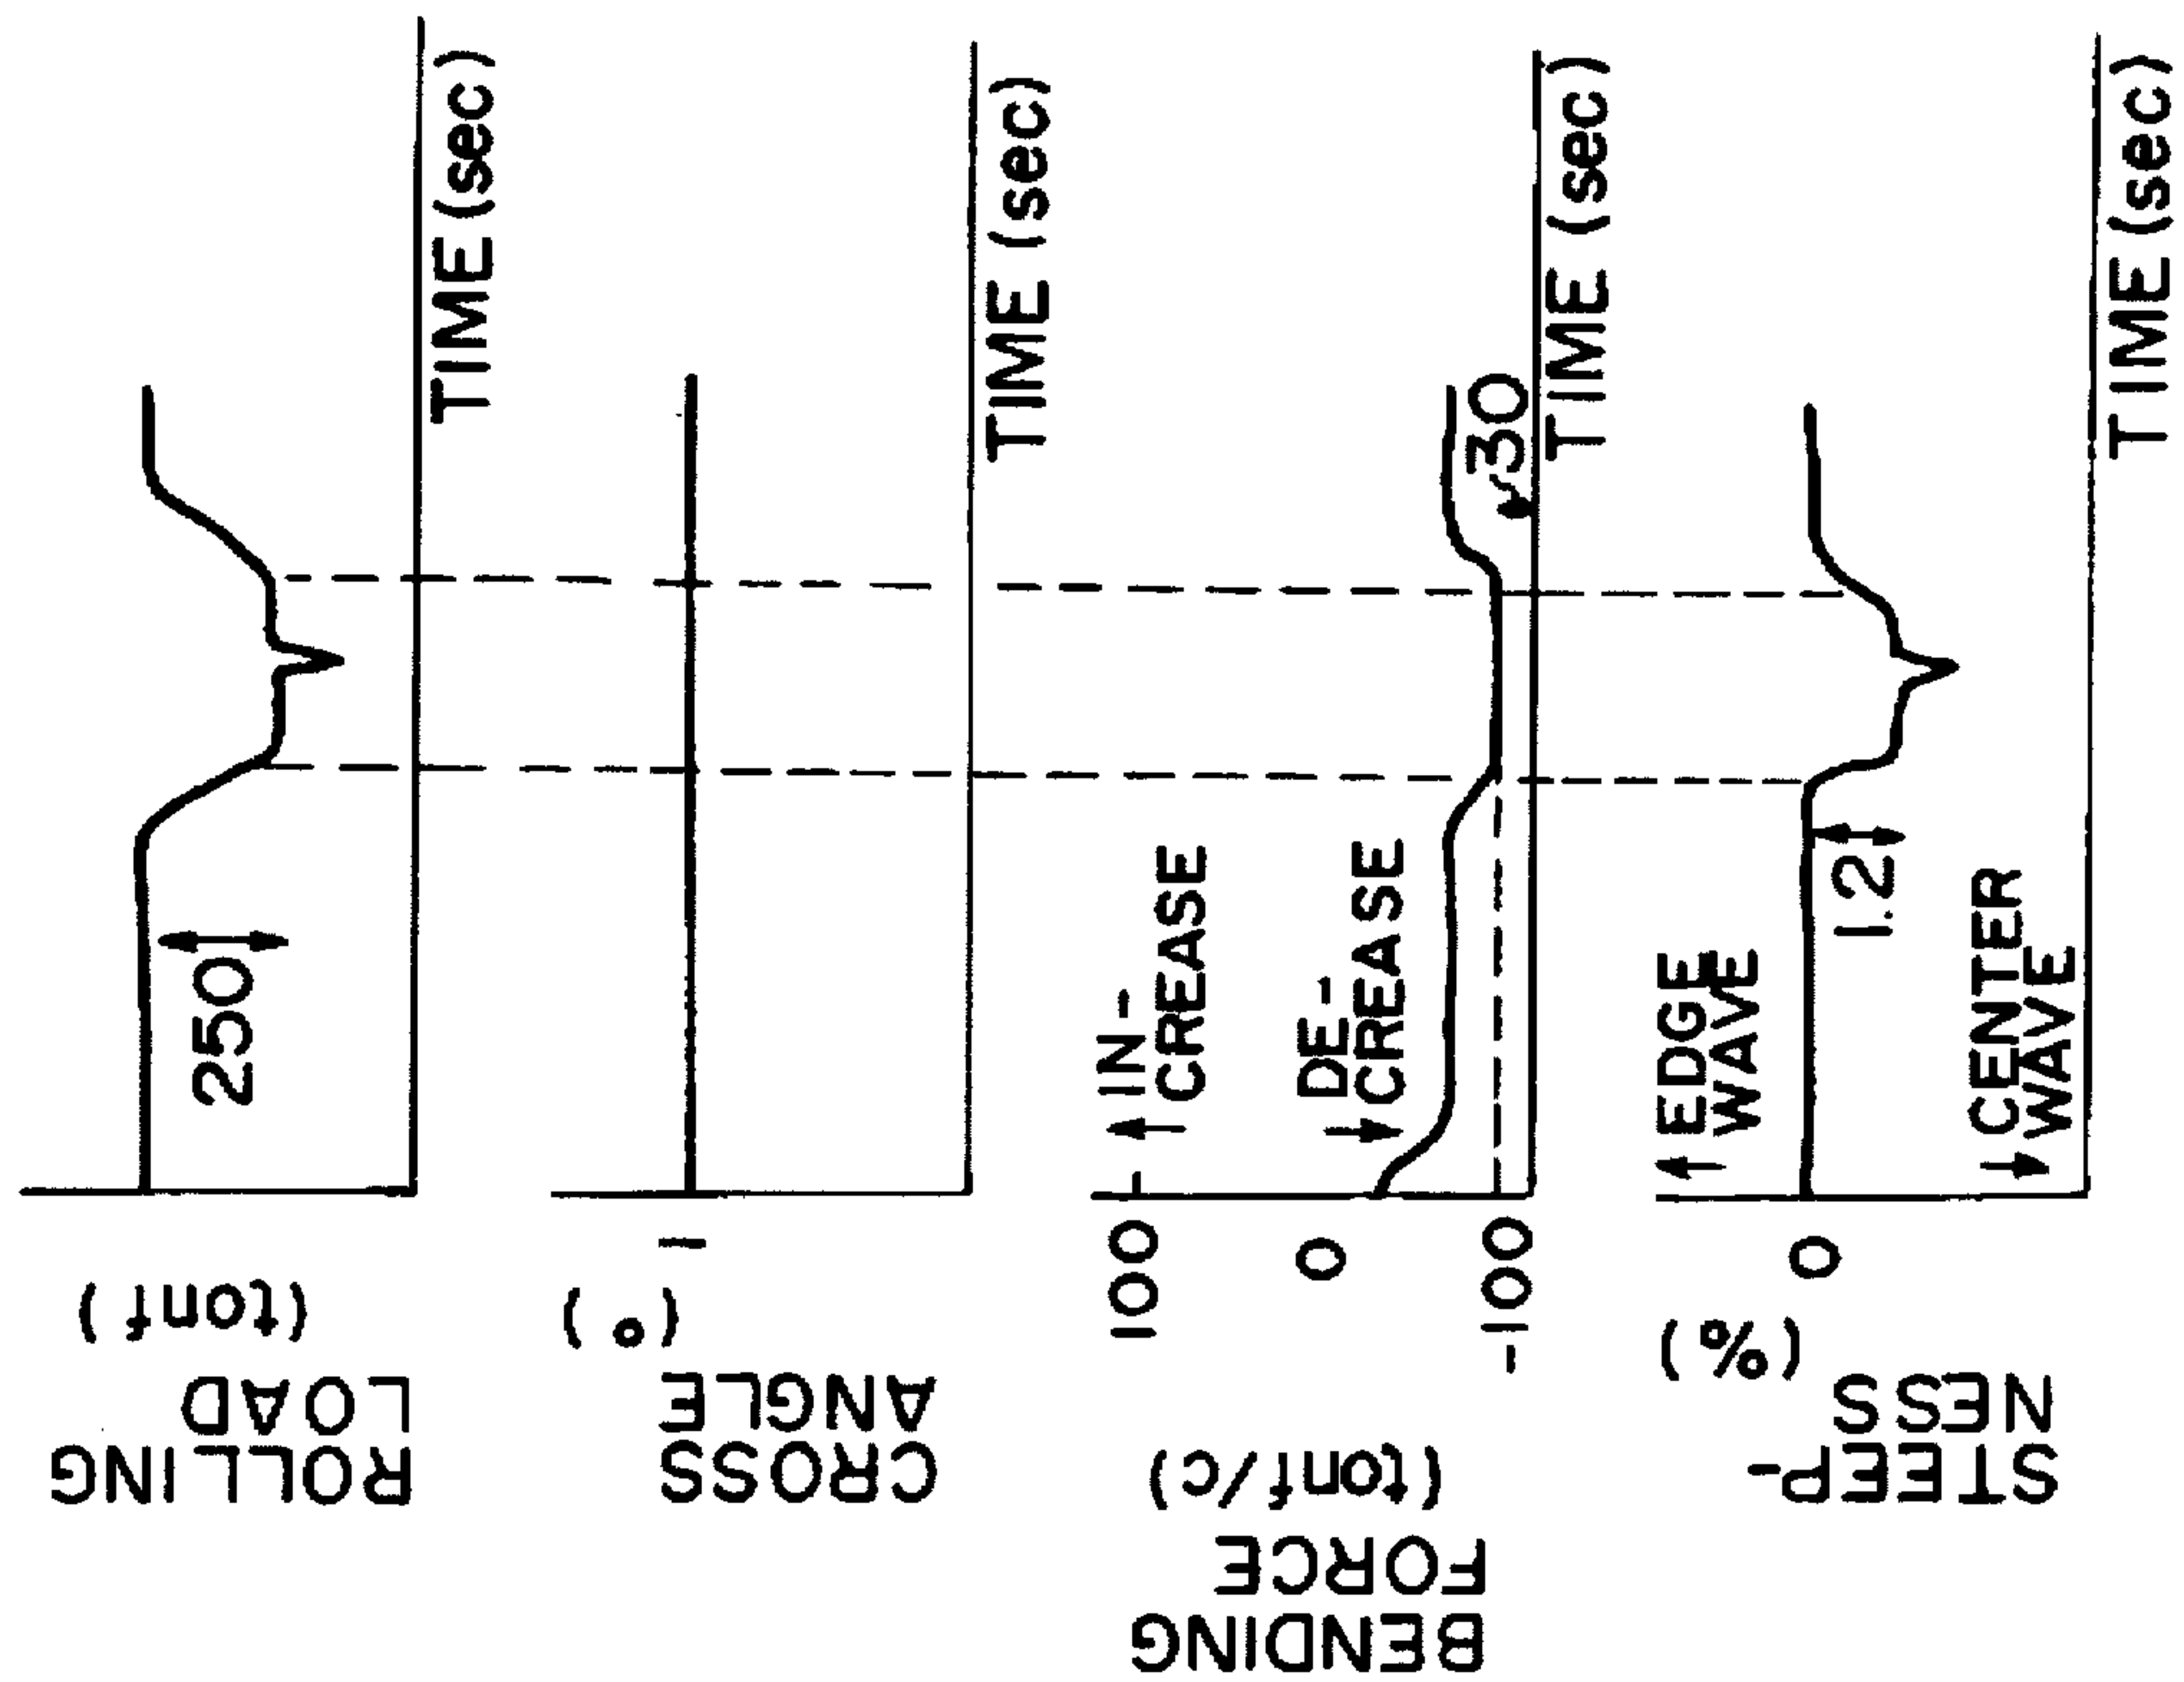 ROLLING
LOAD
(tonf)
250
TIME (sec)
CROSS
ANGLE
(°)
1
TIME (sec)
BENDING
FORCE
(tonf/c)
100
0
-100
IN-
CREASE
DE-
CREASE
30
TIME (sec)
STEEP-
NESS
(%)
0
EDGE
WAVE
1.2
CENTER
WAVE
TIME (sec)